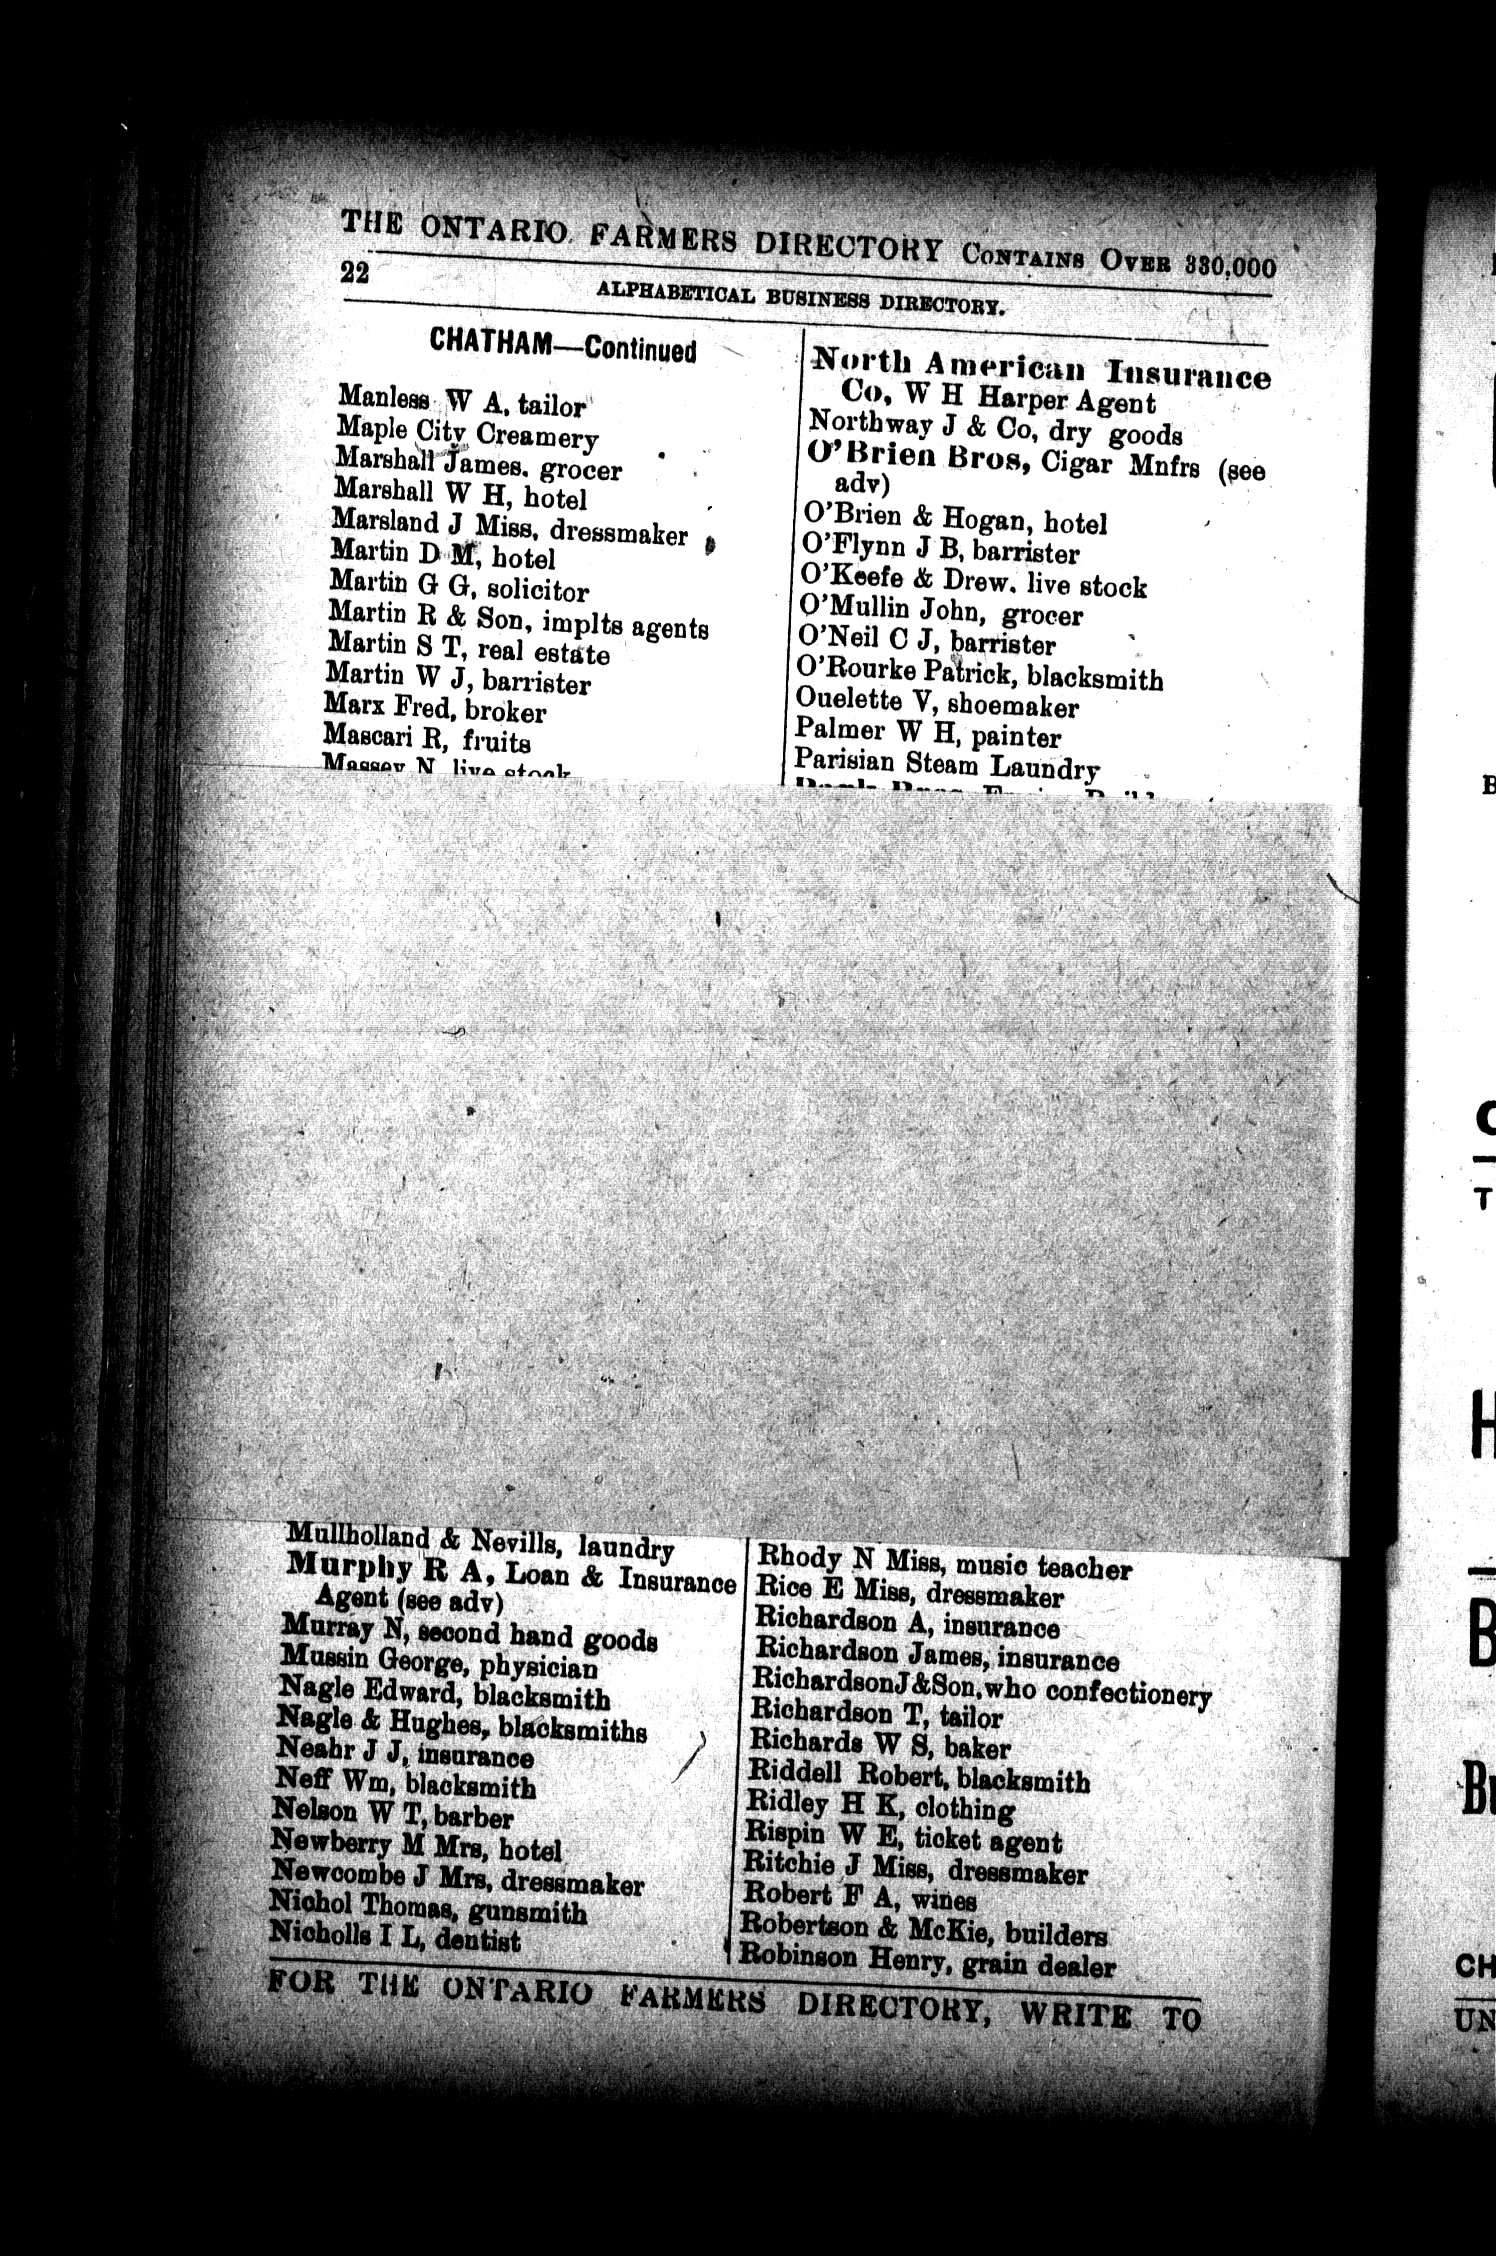 THE ONTARIO FARMERS DIRECTORY CONTAINS OVER 330,000
22
ALPHABETICAL BUSINESS DIRECTORY.
CHATHAM—Continued
Manless W A, tailor
Maple City Creamery
Marshall James, grocer
Marshall W H, hotel
Marsland J Miss, dressmaker
Martin D M, hotel
Martin G G, solicitor
Martin R & Son, implts agents
Martin S T, real estate
Martin W J, barrister
Marx Fred, broker
Mascari R, fruits
Massey N, live stock
Mullholland & Nevills, laundry
Murphy R A, Loan & Insurance
Agent (see adv)
Murray N, second hand goods
Mussin George, physician
Nagle Edward, blacksmith
Nagle & Hughes, blacksmiths
Neahr J J, insurance
Neff Wm, blacksmith
Nelson W T, barber
Newberry M Mrs, hotel
Newcombe J Mrs, dressmaker
Nichol Thomas, gunsmith
Nicholls I L, dentist
North American Insurance
Co, W H Harper Agent
Northway J & Co, dry goods
O'Brien Bros, Cigar Mnfrs (see
adv)
O'Brien & Hogan, hotel
O'Flynn J B, barrister
O'Keefe & Drew. live stock
O'Mullin John, grocer
O'Neil C J, barrister
O'Rourke Patrick, blacksmith
Ouelette V, shoemaker
Palmer W H, painter
Parisian Steam Laundry
Rhody N Miss, music teacher
Rice E Miss, dressmaker
Richardson A, insurance
Richardson James, insurance
RichardsonJ&Son,who confectionery
Richardson T, tailor
Richards W S, baker
Riddell Robert, blacksmith
Ridley H K, clothing
Rispin W E, ticket agent
Ritchie J Miss, dressmaker
Robert F A, wines
Robertson & McKie, builders
Robinson Henry, grain dealer
FOR THE ONTARIO FARMERS DIRECTORY, WRITE TO